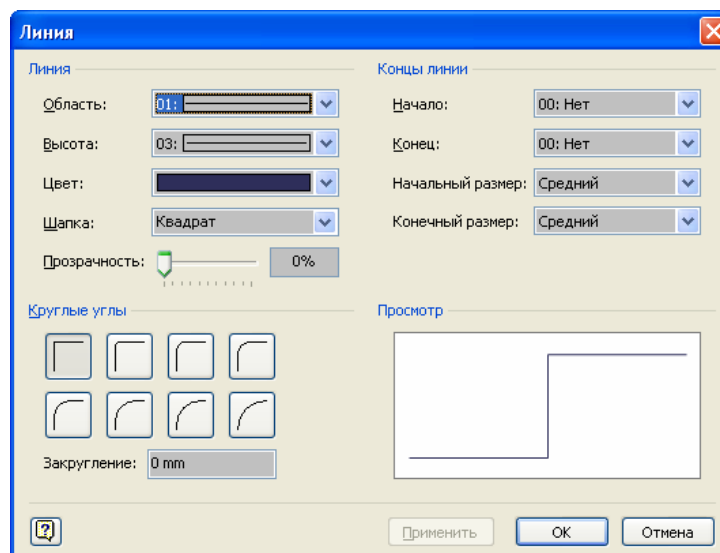 Линия
Линия
Область: 01:
Высота: 03:
Цвет:
Шапка: Квадрат
Прозрачность: 0%
Концы линии
Начало: 00: Нет
Конец: 00: Нет
Начальный размер: Средний
Конечный размер: Средний
Круглые углы
Закругление: 0 mm
Просмотр
?
Применить
OK
Отмена